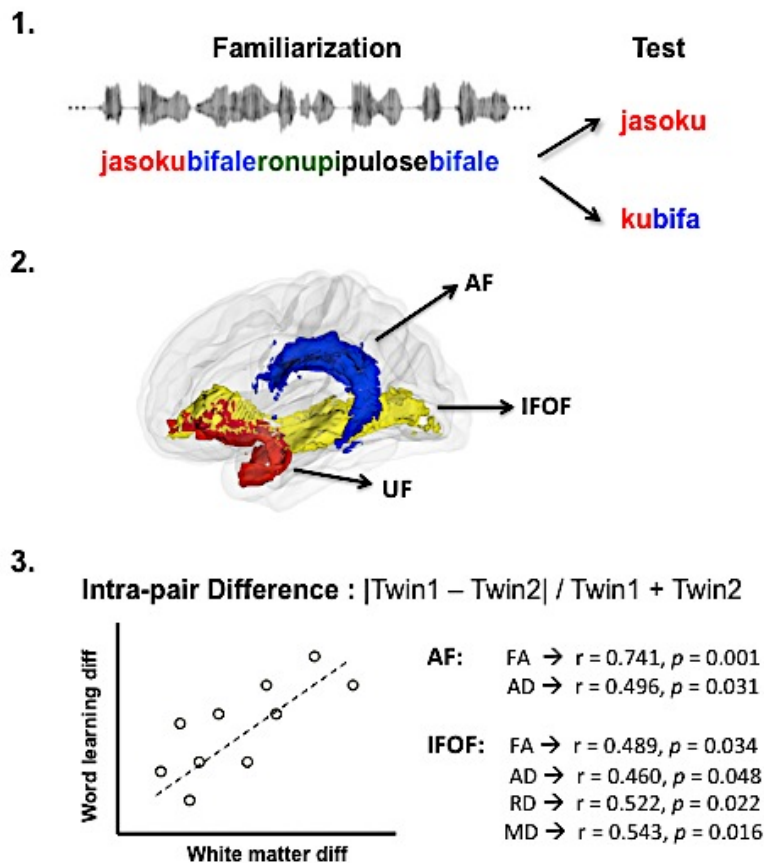 1.
Familiarization
Test
jasokubifaleronupipulosebifale
jasoku
kubifa
2.
AF
IFOF
UF
3.
Intra-pair Difference : |Twin1 – Twin2| / Twin1 + Twin2
Word learning diff
White matter diff
AF: FA → r = 0.741, p = 0.001
AD → r = 0.496, p = 0.031
IFOF: FA → r = 0.489, p = 0.034
AD → r = 0.460, p = 0.048
RD → r = 0.522, p = 0.022
MD → r = 0.543, p = 0.016